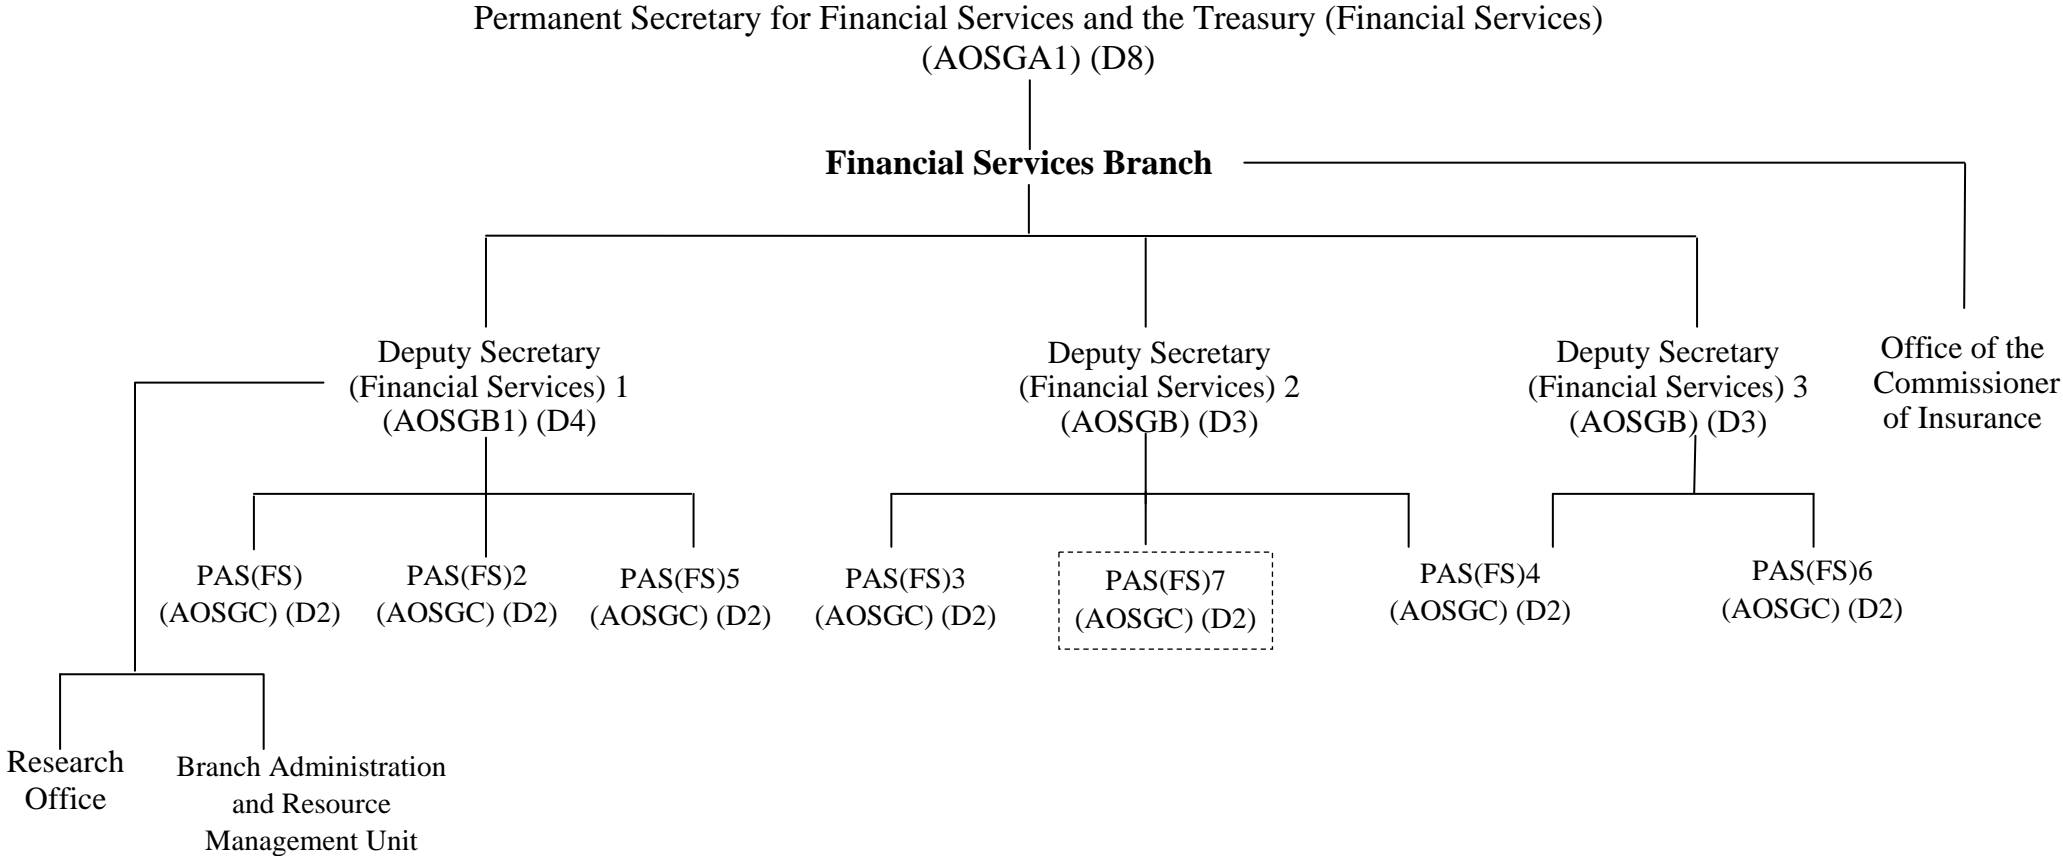 Permanent Secretary for Financial Services and the Treasury (Financial Services)
(AOSGA1) (D8)
Financial Services Branch
Deputy Secretary
(Financial Services) 1
(AOSGB1) (D4)
Deputy Secretary
(Financial Services) 2
(AOSGB) (D3)
Deputy Secretary
(Financial Services) 3
(AOSGB) (D3)
Office of the
Commissioner
of Insurance
PAS(FS)
(AOSGC) (D2)
PAS(FS)2
(AOSGC) (D2)
PAS(FS)5
(AOSGC) (D2)
PAS(FS)3
(AOSGC) (D2)
PAS(FS)7
(AOSGC) (D2)
PAS(FS)4
(AOSGC) (D2)
PAS(FS)6
(AOSGC) (D2)
Research
Office
Branch Administration
and Resource
Management Unit